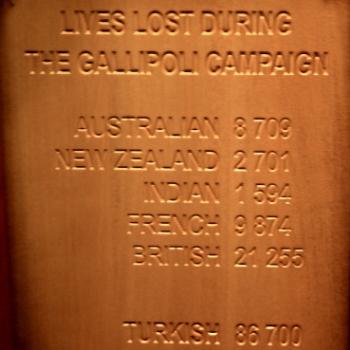 LIVES LOST DURING
THE GALLIPOLI CAMPAIGN
AUSTRALIAN 8 709
NEW ZEALAND 2 701
INDIAN 1 594
FRENCH 9 874
BRITISH 21 255
TURKISH 86 700